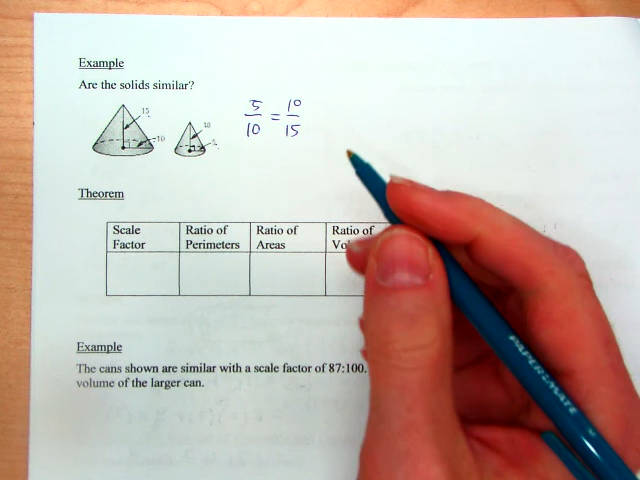 Example
Are the solids similar?
15
10
10
5/10 = 10/15
Theorem
Scale Factor
Ratio of Perimeters
Ratio of Areas
Ratio of
Example
The cans shown are similar with a scale factor of 87:100.
volume of the larger can.
PAPERMATE